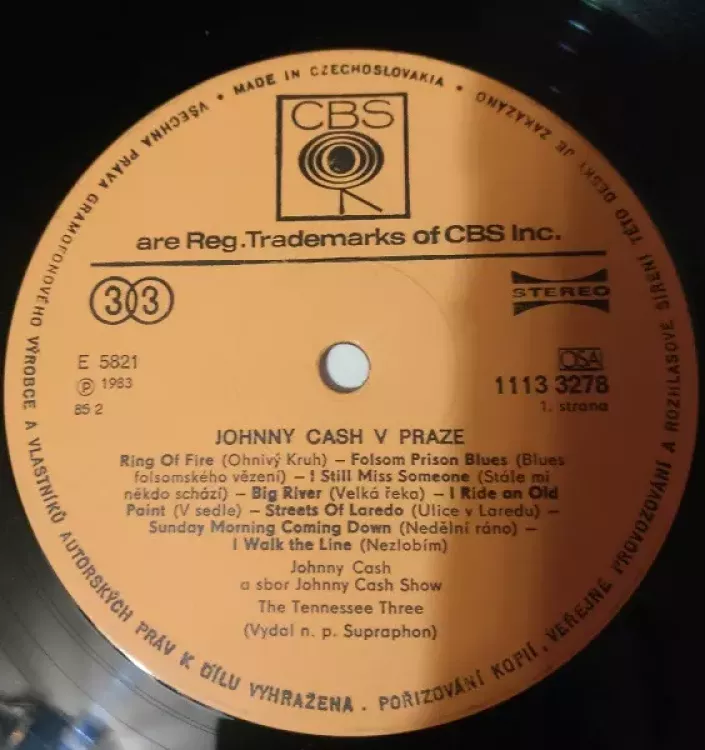 VŠECHNA PRÁVA GRAMOFONOVÉHO VÝROBCE A VLASTNÍKŮ AUTORSKÝCH PRÁV K DÍLU VYHRAŽENA. POŘIZOVÁNÍ KOPIÍ, VEŘEJNÉ PROVOZOVÁNÍ A ROZHLASOVÉ ŠÍŘENÍ TÉTO DESKY JE ZAKÁZÁNO • MADE IN CZECHOSLOVAKIA •
CBS
are Reg.Trademarks of CBS Inc.
33
STEREO
E 5821
OSA
℗ 1983
1113 3278
85 2
1. strana
JOHNNY CASH V PRAZE
Ring Of Fire (Ohnivý Kruh) – Folsom Prison Blues (Blues
folsomského vězení) – I Still Miss Someone (Stále mi
někdo schází) – Big River (Velká řeka) – I Ride an Old
Paint (V sedle) – Streets Of Laredo (Ulice v Laredu) –
Sunday Morning Coming Down (Nedělní ráno) –
I Walk the Line (Nezlobím)
Johnny Cash
a sbor Johnny Cash Show
The Tennessee Three
(Vydal n. p. Supraphon)